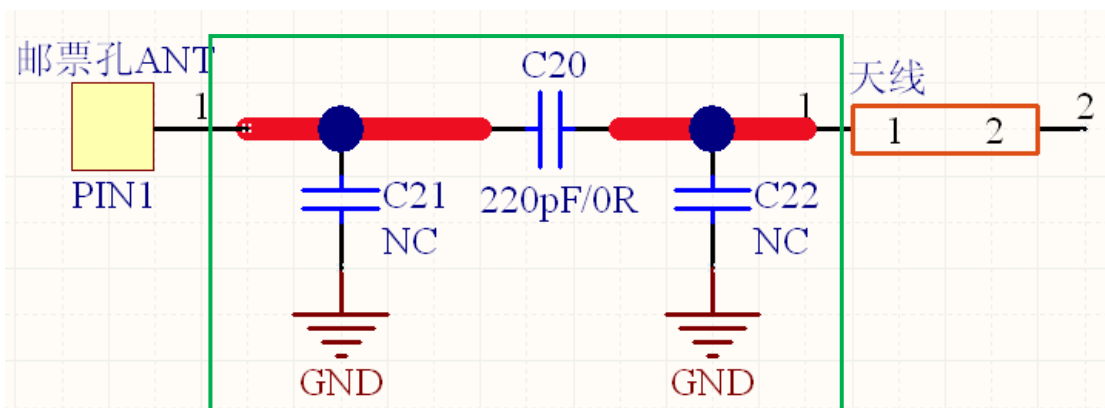 邮票孔ANT
1
PIN1
C20
220pF/0R
C21
NC
GND
C22
NC
GND
1
天线
1 2
2